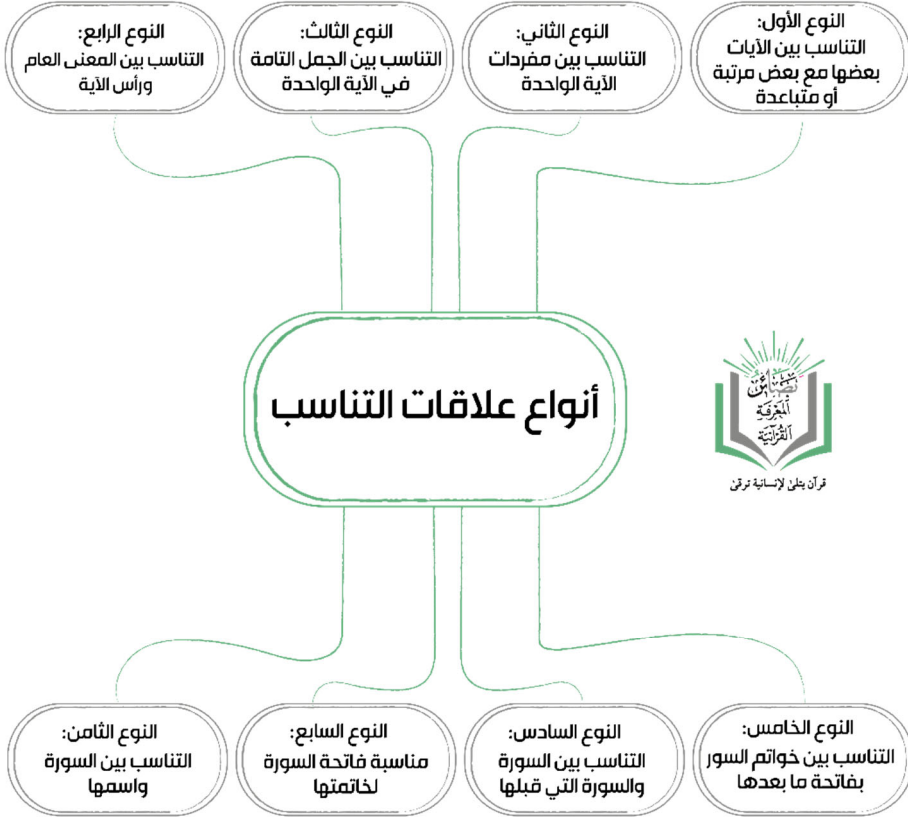 النوع الأول:
التناسب بين الآيات
بعضها مع بعض مرتبة
أو متباعدة
النوع الثاني:
التناسب بين مفردات
الآية الواحدة
النوع الثالث:
التناسب بين الجمل التامة
في الآية الواحدة
النوع الرابع:
التناسب بين المعنى العام
ورأس الآية
أنواع علاقات التناسب
بصائر
المعرفة
القرآنية
قرآن يتلى لإنسانية ترقى
النوع الخامس:
التناسب بين خواتم السور
بفاتحة ما بعدها
النوع السادس:
التناسب بين السورة
والسورة التي قبلها
النوع السابع:
مناسبة فاتحة السورة
لخاتمتها
النوع الثامن:
التناسب بين السورة
واسمها